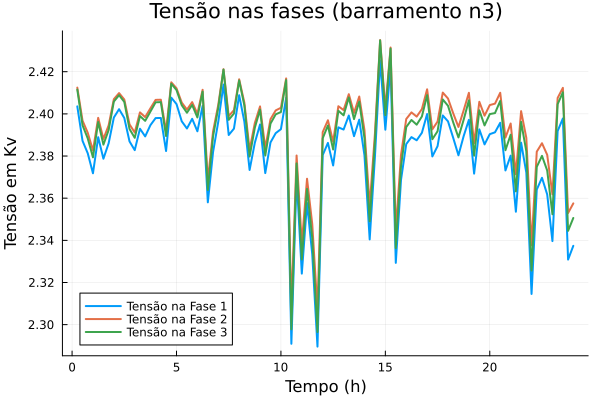 Tensão nas fases (barramento n3)
Tensão em Kv
2.42
2.40
2.38
2.36
2.34
2.32
2.30
Tensão na Fase 1
Tensão na Fase 2
Tensão na Fase 3
0
5
10
15
20
Tempo (h)